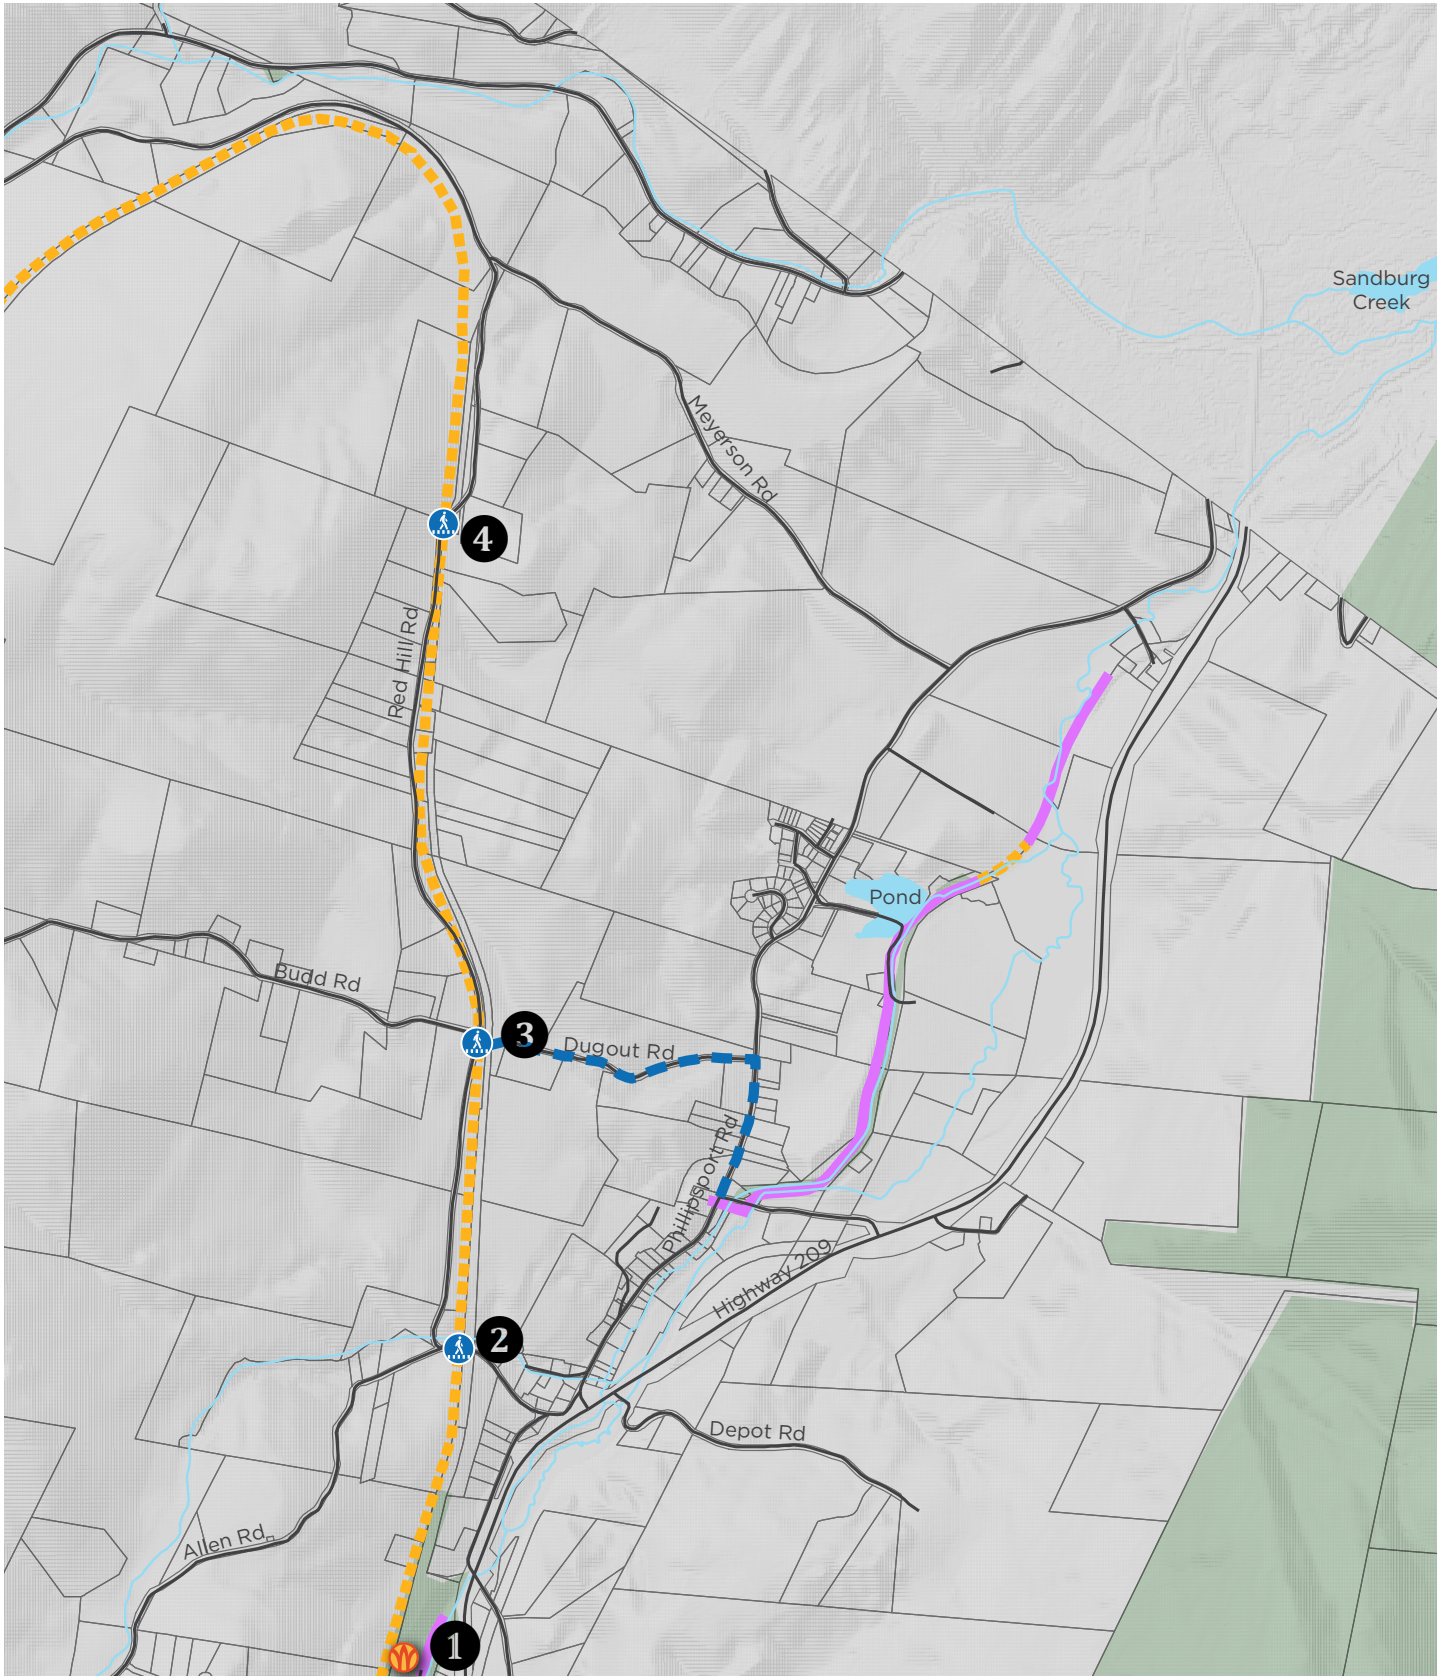 Sandburg
Creek
Meyerson Rd
4
Red Hill Rd
Pond
Budd Rd
3
Dugout Rd
Phillipsport Rd
Highway 209
2
Depot Rd
Allen Rd
1